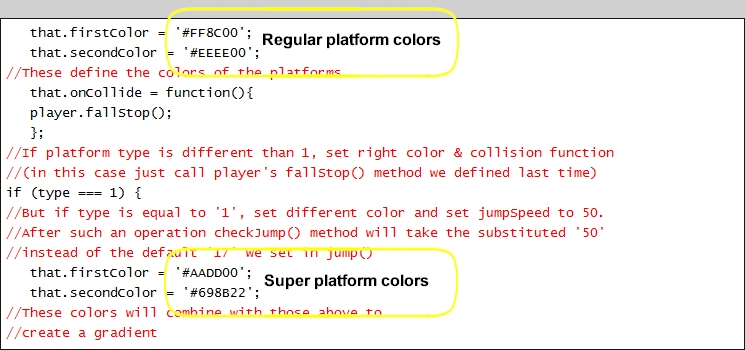 that.firstColor = '#FF8C00';
Regular platform colors
that.secondColor = '#EEEE00';
//These define the colors of the platforms
that.onCollide = function(){
player.fallStop();
};
//If platform type is different than 1, set right color & collision function
//(in this case just call player's fallStop() method we defined last time)
if (type === 1) {
//But if type is equal to '1', set different color and set jumpSpeed to 50.
//After such an operation checkJump() method will take the substituted '50'
//instead of the default '17' we set in jump()
that.firstColor = '#AADD00';
Super platform colors
that.secondColor = '#698B22';
//These colors will combine with those above to
//create a gradient